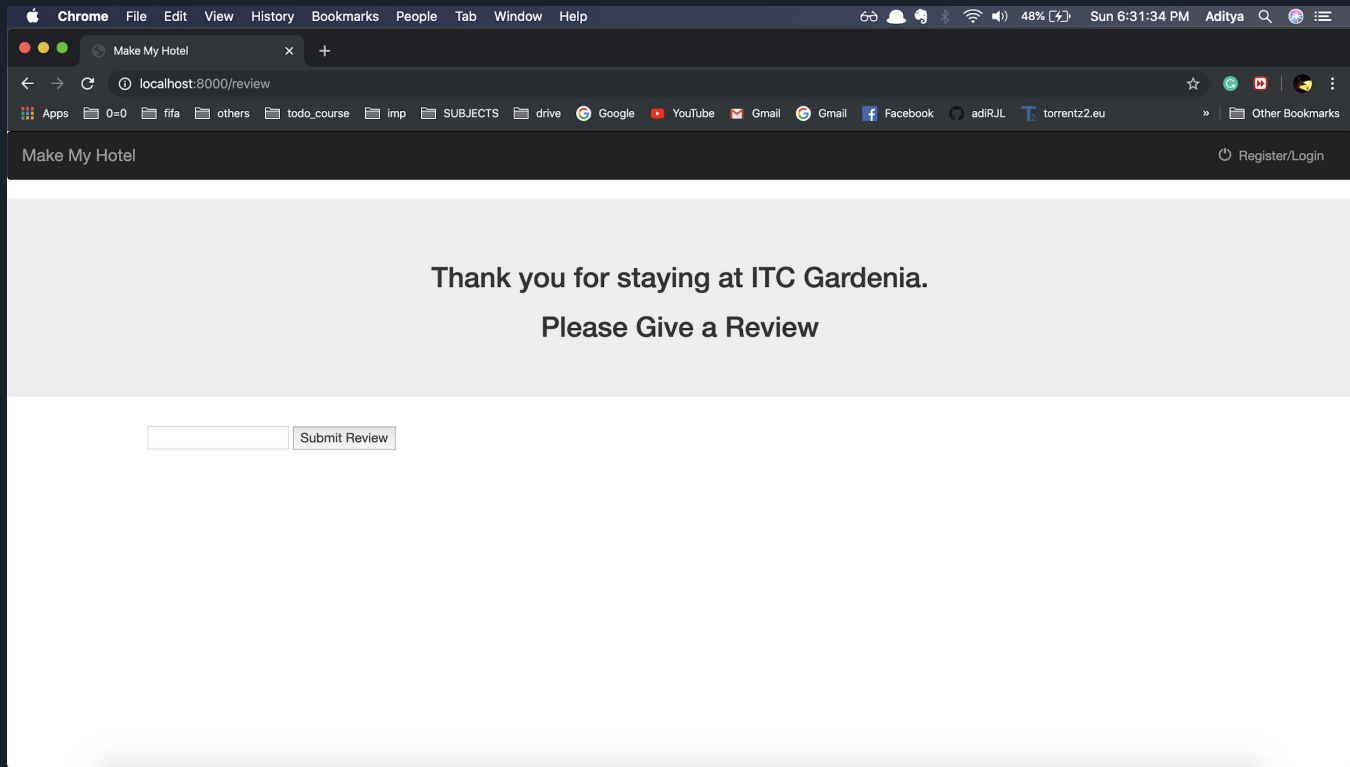 Chrome File Edit View History Bookmarks People Tab Window Help 48% Sun 6:31:34 PM Aditya
Make My Hotel
localhost:8000/review
Apps 0=0 fifa others todo_course imp SUBJECTS drive Google YouTube Gmail Gmail Facebook adiRJL torrentz2.eu » Other Bookmarks
Make My Hotel Register/Login
Thank you for staying at ITC Gardenia.
Please Give a Review
Submit Review